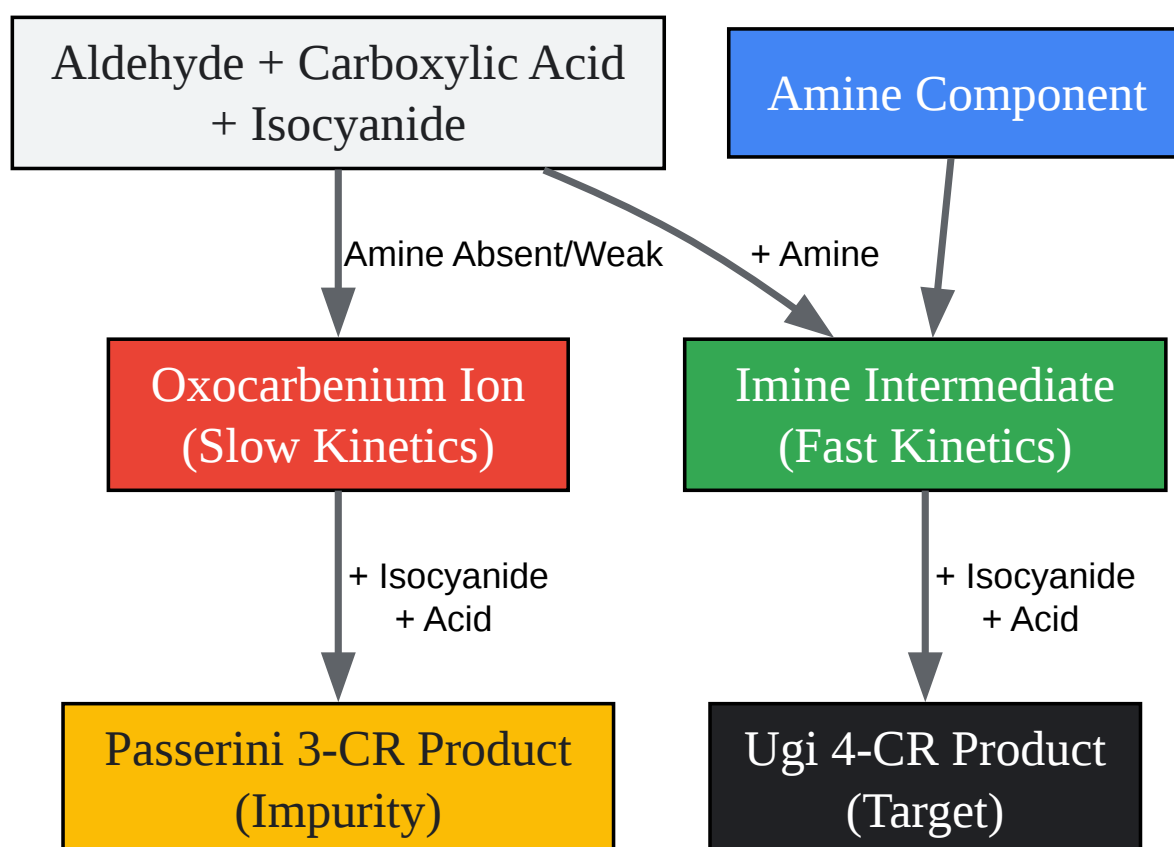 Aldehyde + Carboxylic Acid
+ Isocyanide
Amine Component
Amine Absent/Weak
+ Amine
Oxocarbenium Ion
(Slow Kinetics)
Imine Intermediate
(Fast Kinetics)
+ Isocyanide
+ Acid
+ Isocyanide
+ Acid
Passerini 3-CR Product
(Impurity)
Ugi 4-CR Product
(Target)